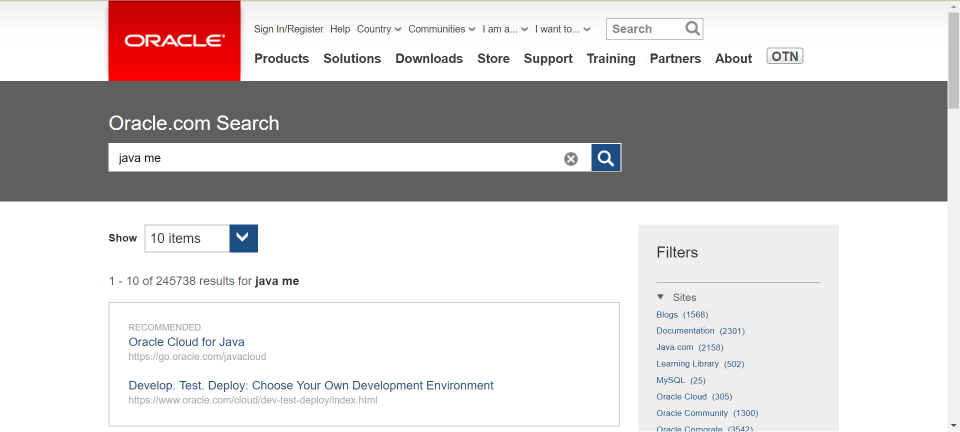 ORACLE
Sign In/Register Help Country Communities I am a... I want to... Search
Products Solutions Downloads Store Support Training Partners About OTN
Oracle.com Search
java me
Show 10 items
1 - 10 of 245738 results for java me
RECOMMENDED
Oracle Cloud for Java
https://go.oracle.com/javacloud
Develop. Test. Deploy: Choose Your Own Development Environment
https://www.oracle.com/cloud/dev-test-deploy/index.html
Filters
Sites
Blogs (1568)
Documentation (2301)
Java.com (2158)
Learning Library (502)
MySQL (25)
Oracle Cloud (305)
Oracle Community (1300)
Oracle Corporate (3542)